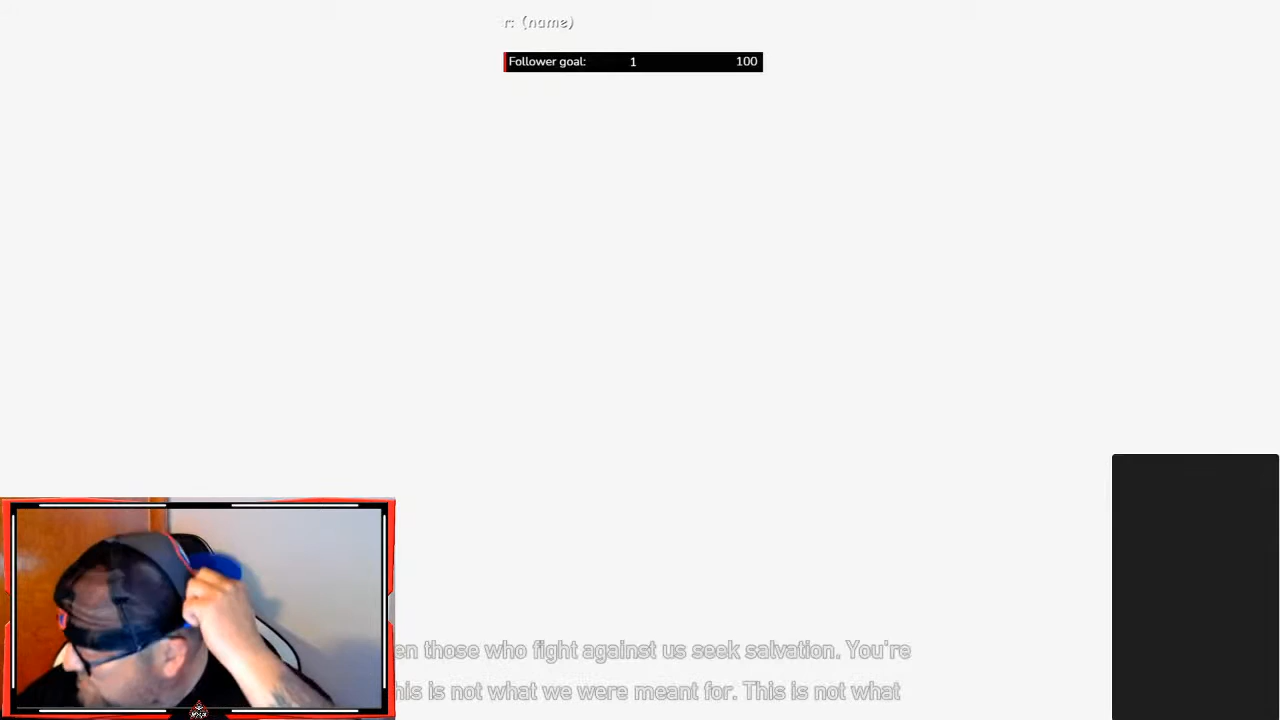 r: (name)
Follower goal: 1 100
en those who fight against us seek salvation. You're
his is not what we were meant for. This is not what